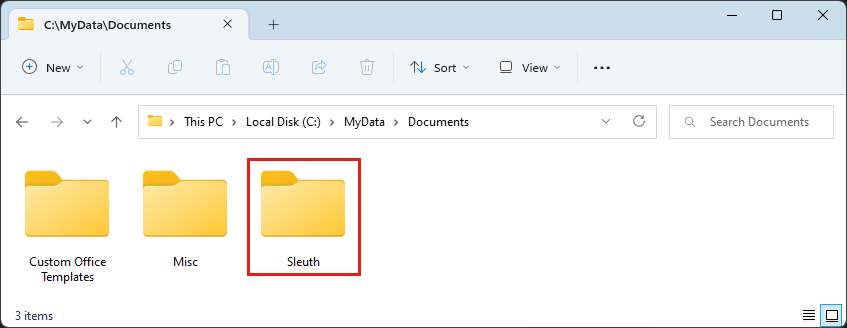 C:\MyData\Documents
New
Sort
View
This PC > Local Disk (C:) > MyData > Documents
Search Documents
Custom Office
Templates
Misc
Sleuth
3 items